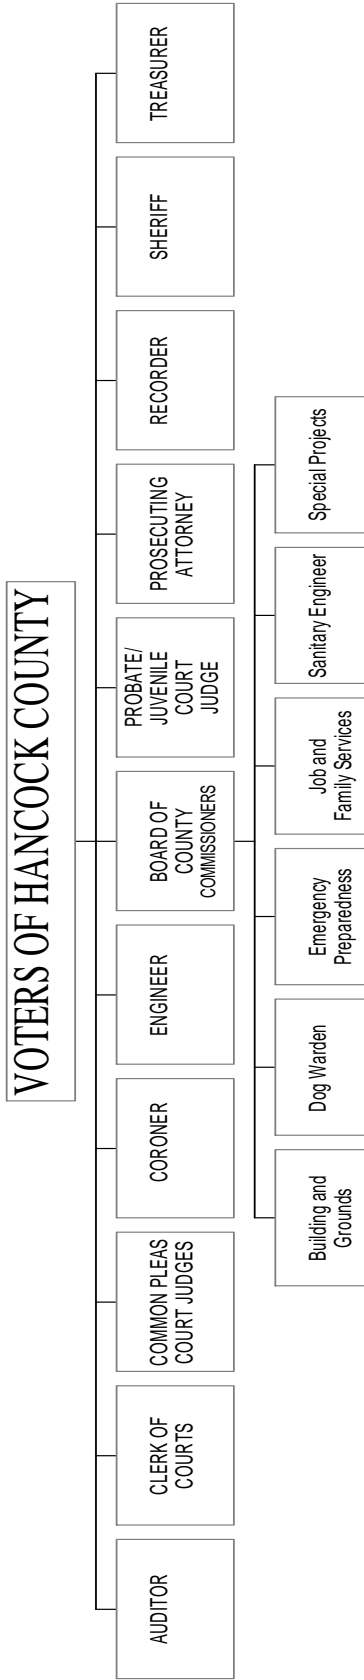 VOTERS OF HANCOCK COUNTY
AUDITOR
CLERK OF
COURTS
COMMON PLEAS
COURT JUDGES
CORONER
ENGINEER
BOARD OF
COUNTY
COMMISSIONERS
PROBATE/
JUVENILE
COURT
JUDGE
PROSECUTING
ATTORNEY
RECORDER
SHERIFF
TREASURER
Building and
Grounds
Dog Warden
Emergency
Preparedness
Job and
Family Services
Sanitary Engineer
Special Projects